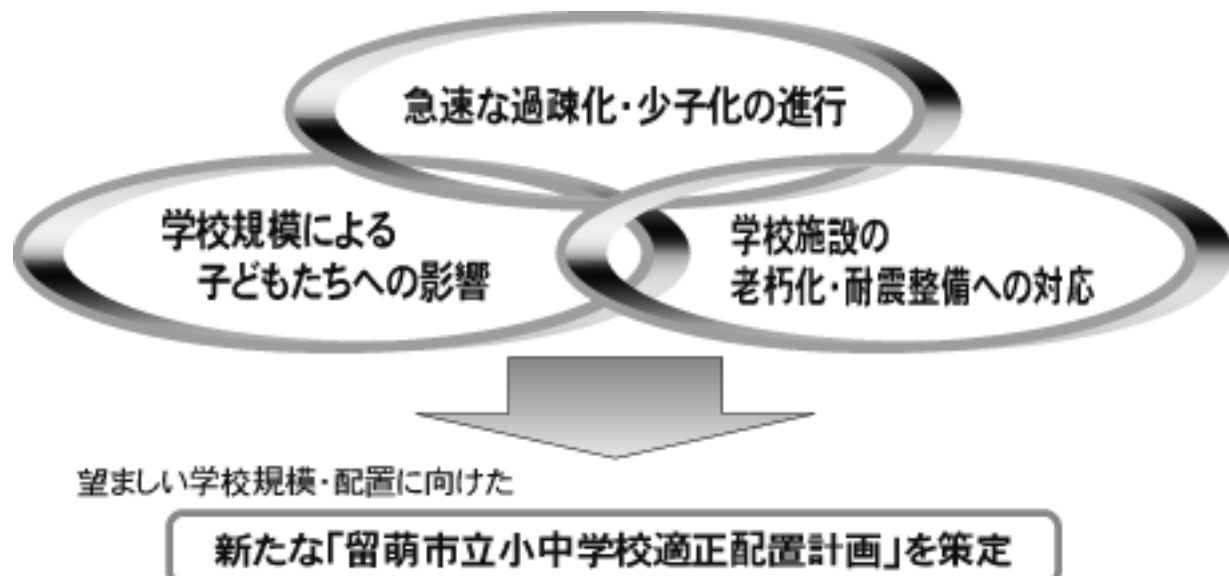 急速な過疎化・少子化の進行
学校規模による
子どもたちへの影響
学校施設の
老朽化・耐震整備への対応
望ましい学校規模・配置に向けた
新たな「留萌市立小中学校適正配置計画」を策定